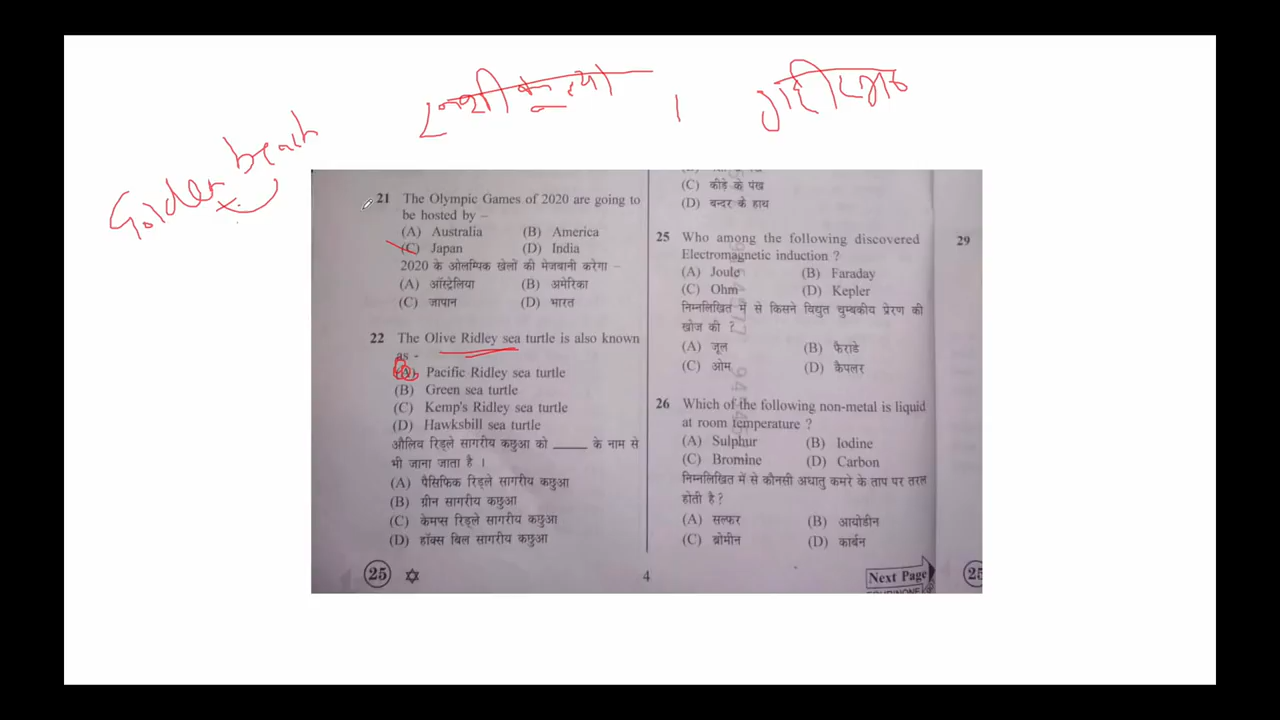 Golden beach
21 The Olympic Games of 2020 are going to
be hosted by –
(A) Australia (B) America
(C) Japan (D) India
2020 के ओलम्पिक खेलों की मेजबानी करेगा –
(A) ऑस्ट्रेलिया (B) अमेरिका
(C) जापान (D) भारत
22 The Olive Ridley sea turtle is also known
as -
(A) Pacific Ridley sea turtle
(B) Green sea turtle
(C) Kemp's Ridley sea turtle
(D) Hawksbill sea turtle
औलिव रिड्ले सागरीय कछुआ को _____ के नाम से
भी जाना जाता है ।
(A) पैसिफिक रिड्ले सागरीय कछुआ
(B) ग्रीन सागरीय कछुआ
(C) केमप्स रिड्ले सागरीय कछुआ
(D) हॉक्स बिल सागरीय कछुआ
(C) कीड़े के पंख
(D) बन्दर के हाथ
25 Who among the following discovered
Electromagnetic induction ?
(A) Joule (B) Faraday
(C) Ohm (D) Kepler
निम्नलिखित में से किसने विद्युत चुम्बकीय प्रेरण की
खोज की ?
(A) जूल (B) फैराडे
(C) ओम (D) कैपलर
26 Which of the following non-metal is liquid
at room temperature ?
(A) Sulphur (B) Iodine
(C) Bromine (D) Carbon
निम्नलिखित में से कौनसी अधातु कमरे के ताप पर तरल
होती है ?
(A) सल्फर (B) आयोडीन
(C) ब्रोमीन (D) कार्बन
29
25 4 Next Page 25